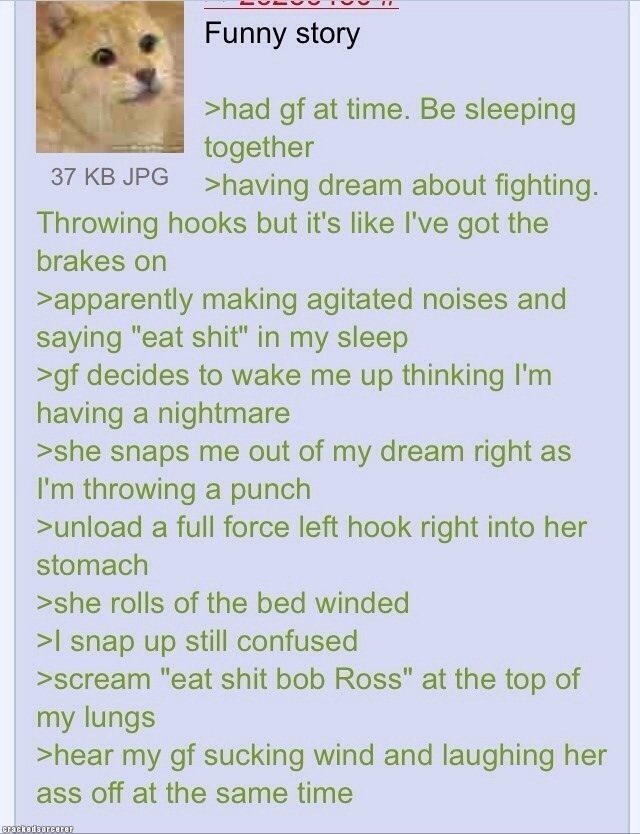 Funny story
>had gf at time. Be sleeping
together
37 KB JPG
>having dream about fighting.
Throwing hooks but it's like I've got the
brakes on
>apparently making agitated noises and
saying "eat shit" in my sleep
>gf decides to wake me up thinking I'm
having a nightmare
>she snaps me out of my dream right as
I'm throwing a punch
>unload a full force left hook right into her
stomach
>she rolls of the bed winded
>I snap up still confused
>scream "eat shit bob Ross" at the top of
my lungs
>hear my gf sucking wind and laughing her
ass off at the same time
crackedsorcerer